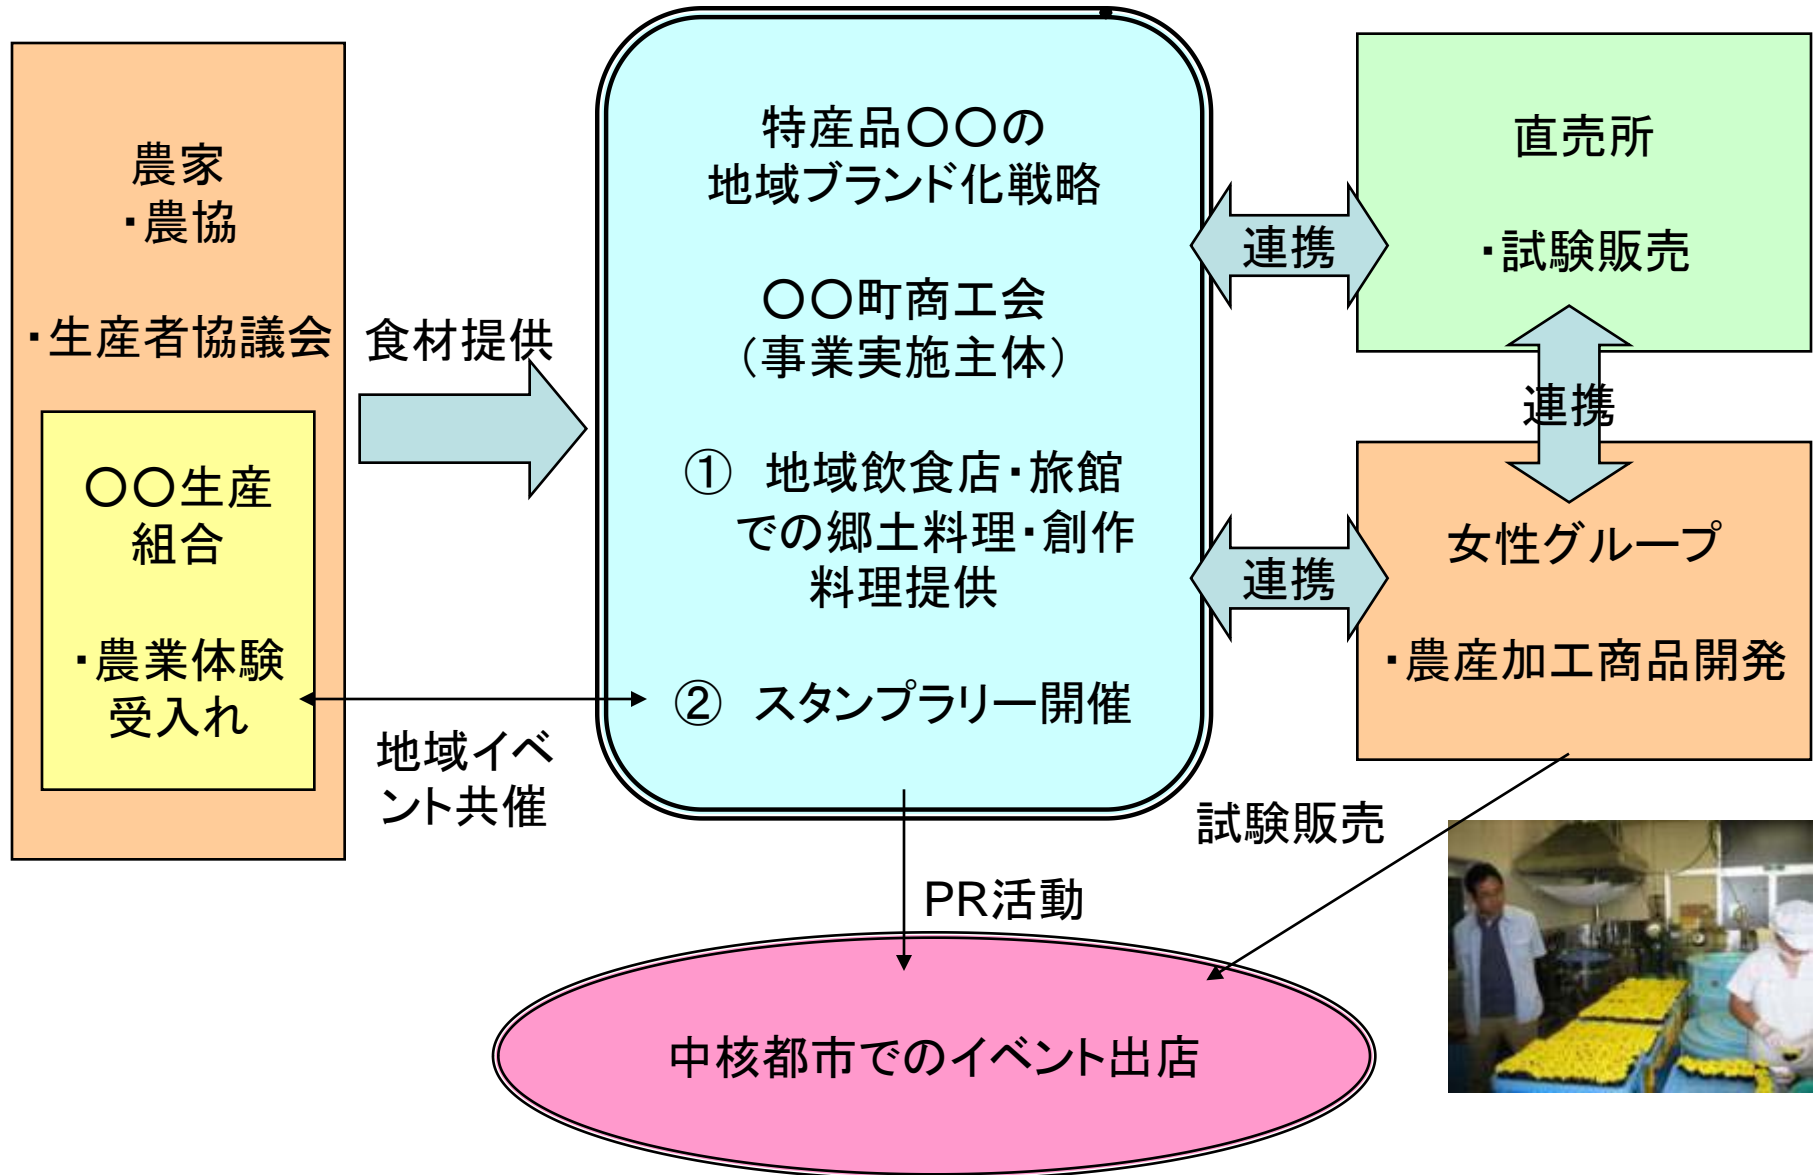 農家
・農協
・生産者協議会
〇〇生産
組合
・農業体験
受入れ
食材提供
地域イベ
ント共催
特産品〇〇の
地域ブランド化戦略
〇〇町商工会
（事業実施主体）
① 地域飲食店・旅館
での郷土料理・創作
料理提供
② スタンプラリー開催
連携
連携
直売所
・試験販売
連携
女性グループ
・農産加工商品開発
試験販売
PR活動
中核都市でのイベント出店